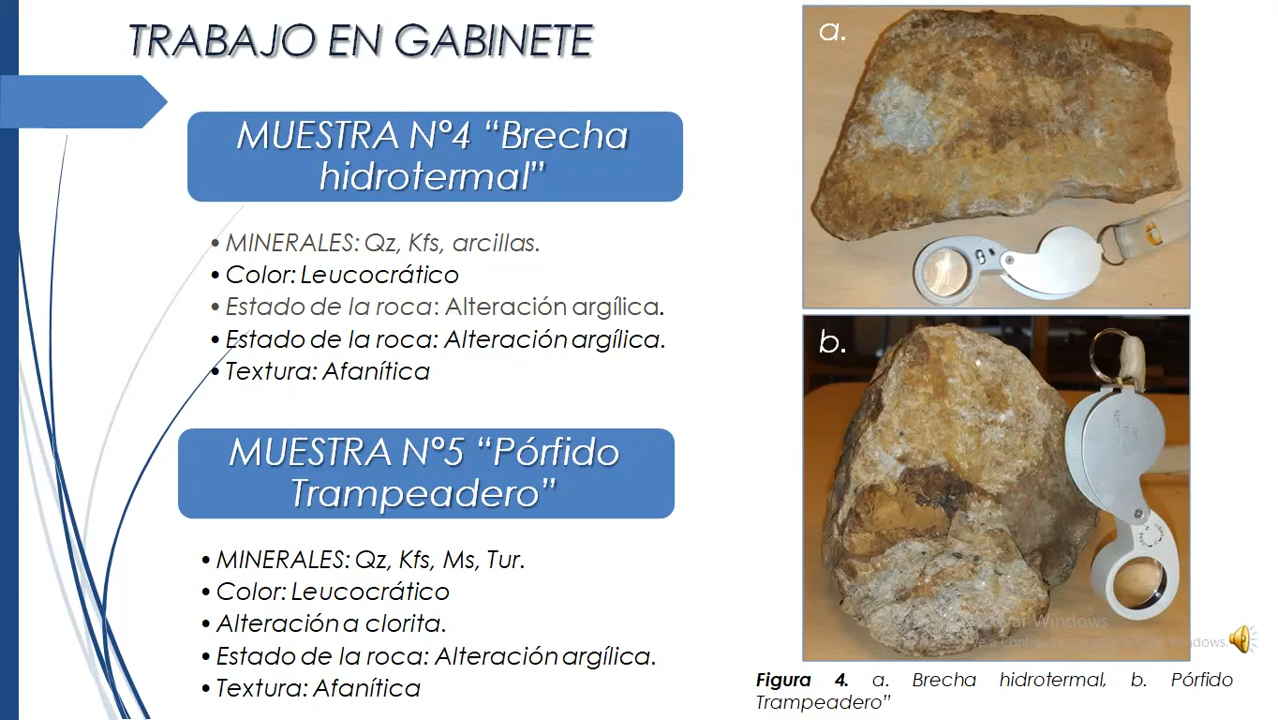 TRABAJO EN GABINETE
MUESTRA N°4 “Brecha
hidrotermal”
• MINERALES: Qz, Kfs, arcillas.
• Color: Leucocrático
• Estado de la roca: Alteración argílica.
• Estado de la roca: Alteración argílica.
• Textura: Afanítica
MUESTRA N°5 “Pórfido
Trampeadero”
• MINERALES: Qz, Kfs, Ms, Tur.
• Color: Leucocrático
• Alteración a clorita.
• Estado de la roca: Alteración argílica.
• Textura: Afanítica
a.
b.
Windows
Windows.
Figura 4. a. Brecha hidrotermal, b. Pórfido
Trampeadero”